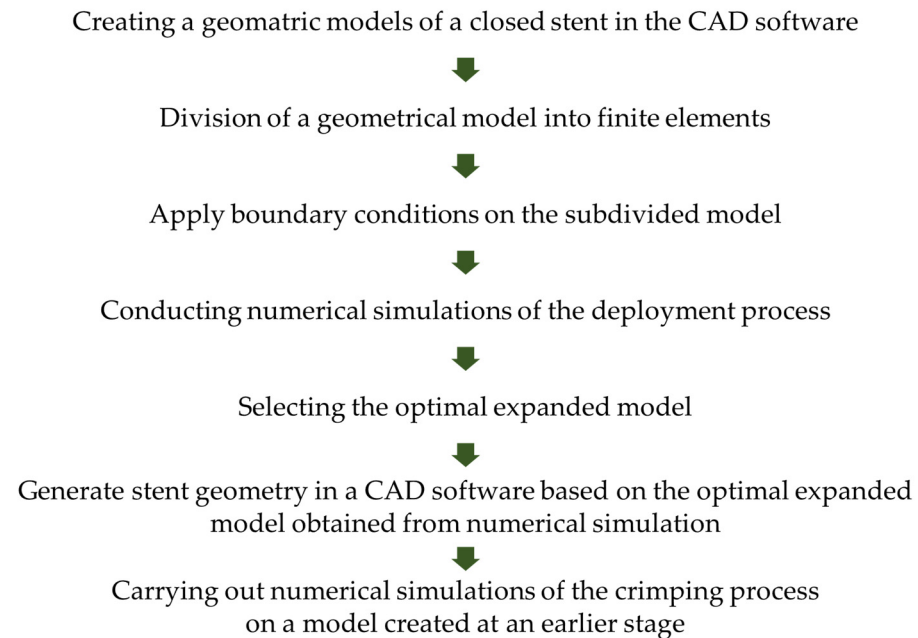 Creating a geomatric models of a closed stent in the CAD software
Division of a geometrical model into finite elements
Apply boundary conditions on the subdivided model
Conducting numerical simulations of the deployment process
Selecting the optimal expanded model
Generate stent geometry in a CAD software based on the optimal expanded
model obtained from numerical simulation
Carrying out numerical simulations of the crimping process
on a model created at an earlier stage